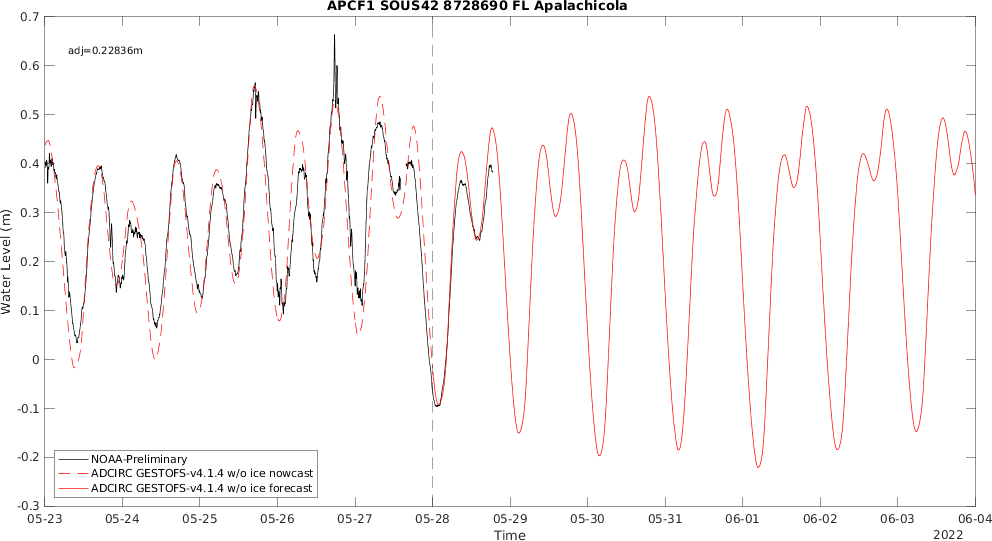 APCF1 SOUS42 8728690 FL Apalachicola
adj=0.22836m
0.7
0.6
0.5
0.4
0.3
0.2
0.1
0
-0.1
-0.2
-0.3
Water Level (m)
NOAA-Preliminary
ADCIRC GESTOFS-v4.1.4 w/o ice nowcast
ADCIRC GESTOFS-v4.1.4 w/o ice forecast
05-23 05-24 05-25 05-26 05-27 05-28 05-29 05-30 05-31 06-01 06-02 06-03 06-04
Time
2022